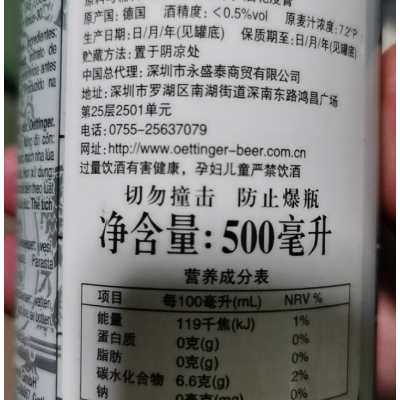 原产国：德国 酒精度：＜0.5%vol 原麦汁浓度：7.2°P
生产日期：日/月/年(见罐底) 保质期至：日/月/年(见罐底)
贮藏方法：置于阴凉处
中国总代理：深圳市永盛泰商贸有限公司
地址：深圳市罗湖区南湖街道深南东路鸿昌广场
第25层2501单元
电话：0755-25637079
网址：http://www.oettinger-beer.com.cn
过量饮酒有害健康，孕妇儿童严禁饮酒
切勿撞击 防止爆瓶
净含量：500毫升
营养成分表
项目 每100毫升(mL) NRV %
能量 119千焦(kJ) 1%
蛋白质 0克(g) 0%
脂肪 0克(g) 0%
碳水化合物 6.6克(g) 2%
钠 0毫克(mg) 0%
Oettinger